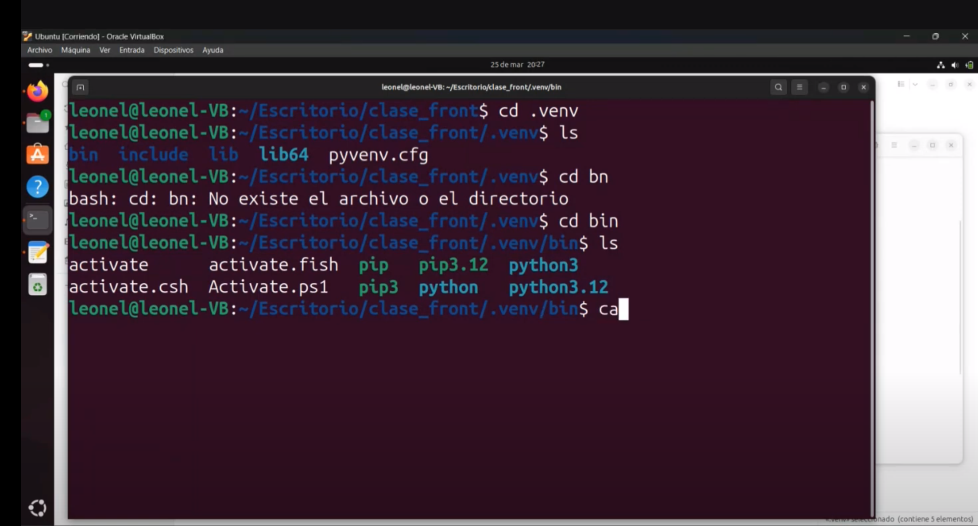 Ubuntu [Corriendo] - Oracle VirtualBox
Archivo Máquina Ver Entrada Dispositivos Ayuda
25 de mar 20:27
leonel@leonel-VB: ~/Escritorio/clase_front/.venv/bin
leonel@leonel-VB:~/Escritorio/clase_front$ cd .venv
leonel@leonel-VB:~/Escritorio/clase_front/.venv$ ls
bin include lib lib64 pyvenv.cfg
leonel@leonel-VB:~/Escritorio/clase_front/.venv$ cd bn
bash: cd: bn: No existe el archivo o el directorio
leonel@leonel-VB:~/Escritorio/clase_front/.venv$ cd bin
leonel@leonel-VB:~/Escritorio/clase_front/.venv/bin$ ls
activate activate.fish pip pip3.12 python3
activate.csh Activate.ps1 pip3 python python3.12
leonel@leonel-VB:~/Escritorio/clase_front/.venv/bin$ ca
(contiene 5 elementos)